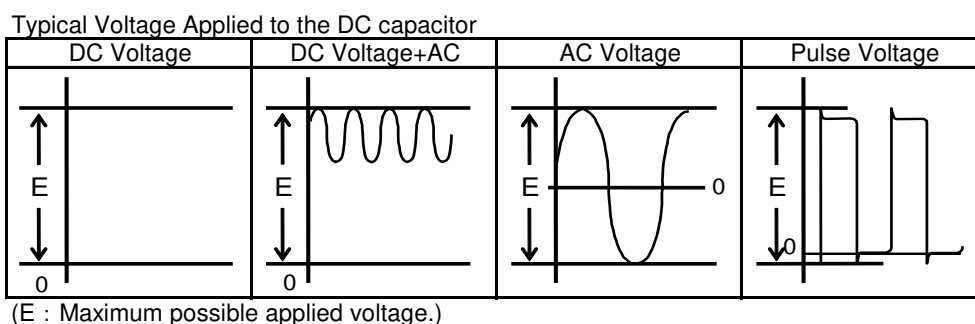 Typical Voltage Applied to the DC capacitor
DC Voltage DC Voltage+AC AC Voltage Pulse Voltage
E E E E
0 0
0 0
(E : Maximum possible applied voltage.)